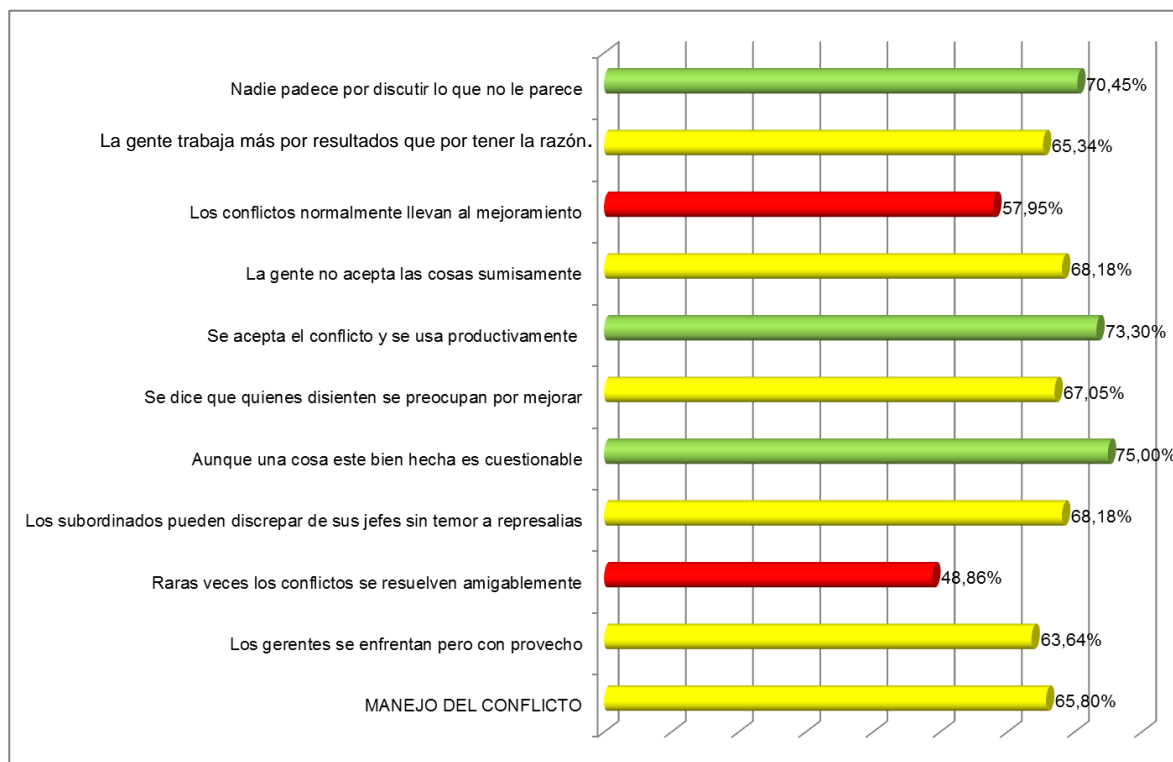 Nadie padece por discutir lo que no le parece
70,45%
La gente trabaja más por resultados que por tener la razón.
65,34%
Los conflictos normalmente llevan al mejoramiento
57,95%
La gente no acepta las cosas sumisamente
68,18%
Se acepta el conflicto y se usa productivamente
73,30%
Se dice que quienes disienten se preocupan por mejorar
67,05%
Aunque una cosa este bien hecha es cuestionable
75,00%
Los subordinados pueden discrepar de sus jefes sin temor a represalias
68,18%
Raras veces los conflictos se resuelven amigablemente
48,86%
Los gerentes se enfrentan pero con provecho
63,64%
MANEJO DEL CONFLICTO
65,80%